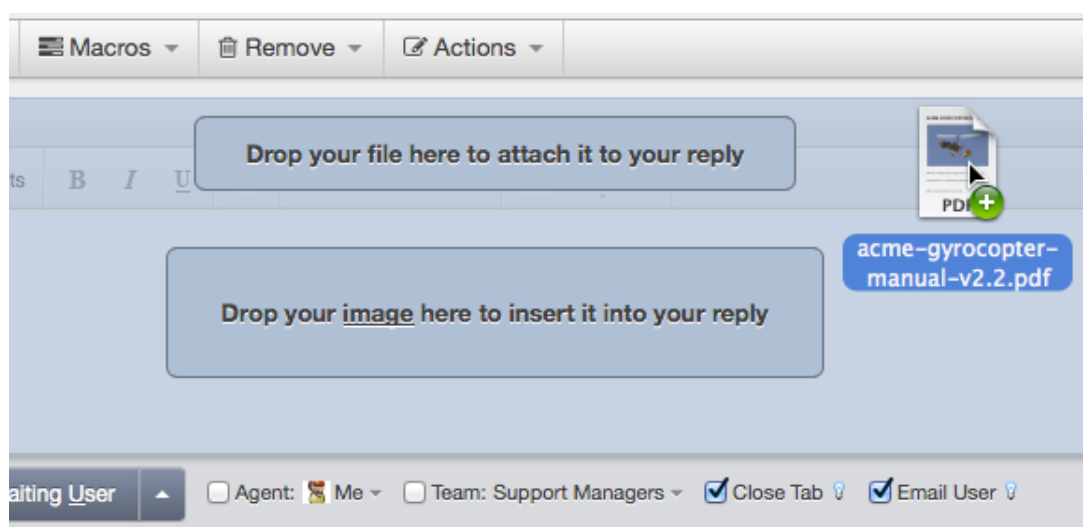 Macros Remove Actions
Drop your file here to attach it to your reply
ts B I U
PDF
acme-gyrocopter-
manual-v2.2.pdf
Drop your image here to insert it into your reply
aiting User Agent: Me Team: Support Managers Close Tab Email User